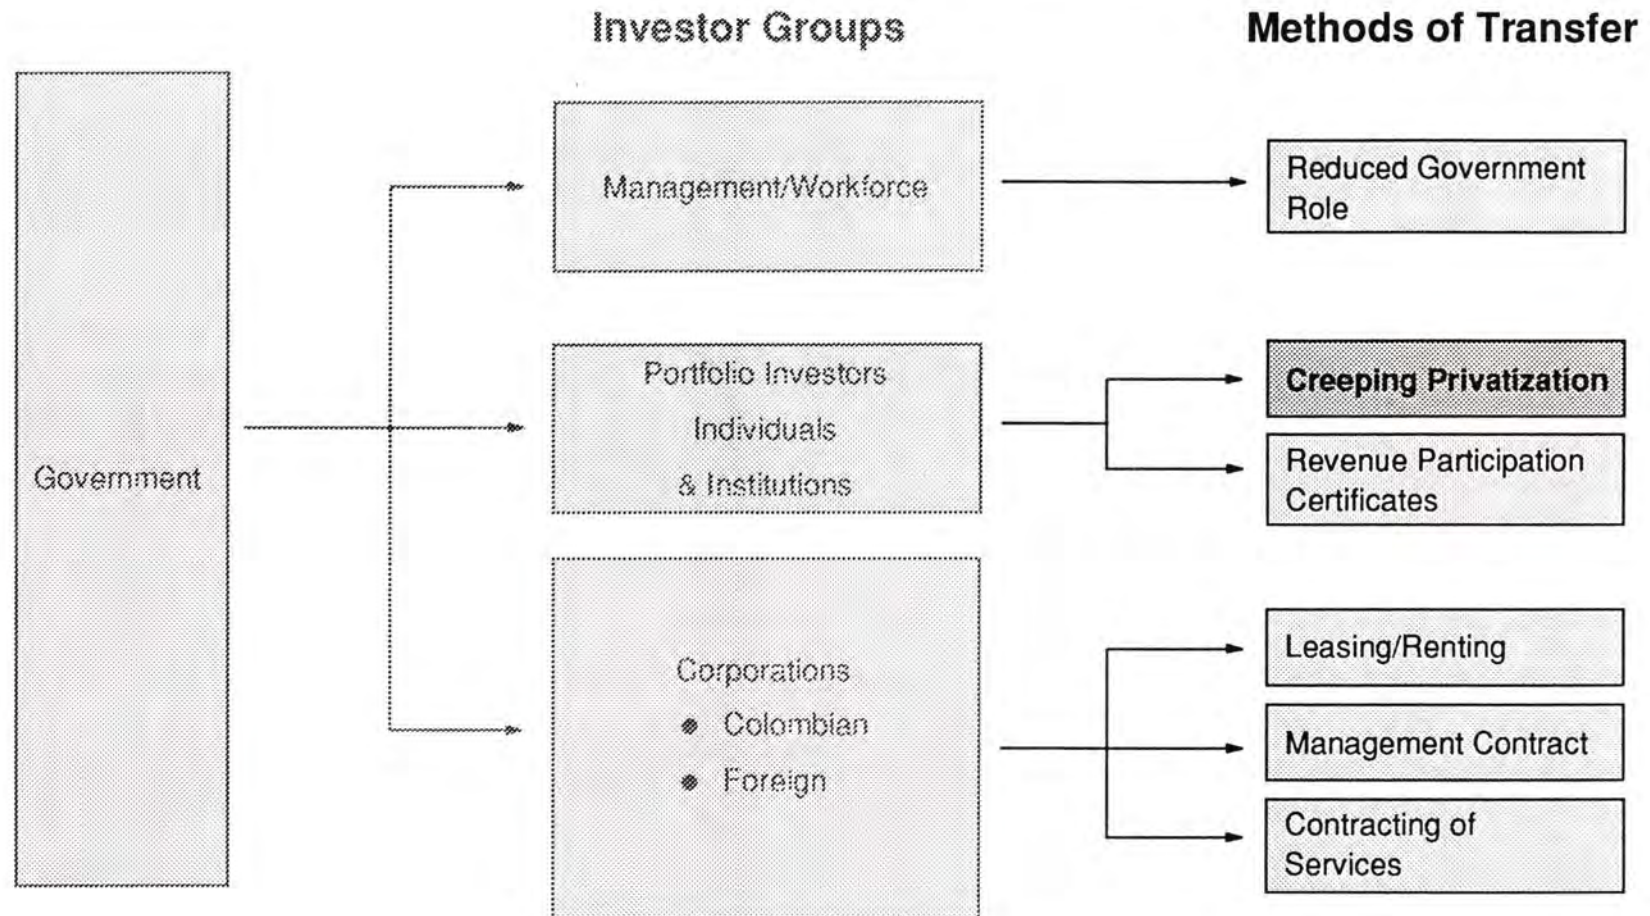 Investor Groups
Methods of Transfer
Government
Management/Workforce
Portfolio Investors
Individuals
& Institutions
Corporations
● Colombian
● Foreign
Reduced Government
Role
Creeping Privatization
Revenue Participation
Certificates
Leasing/Renting
Management Contract
Contracting of
Services